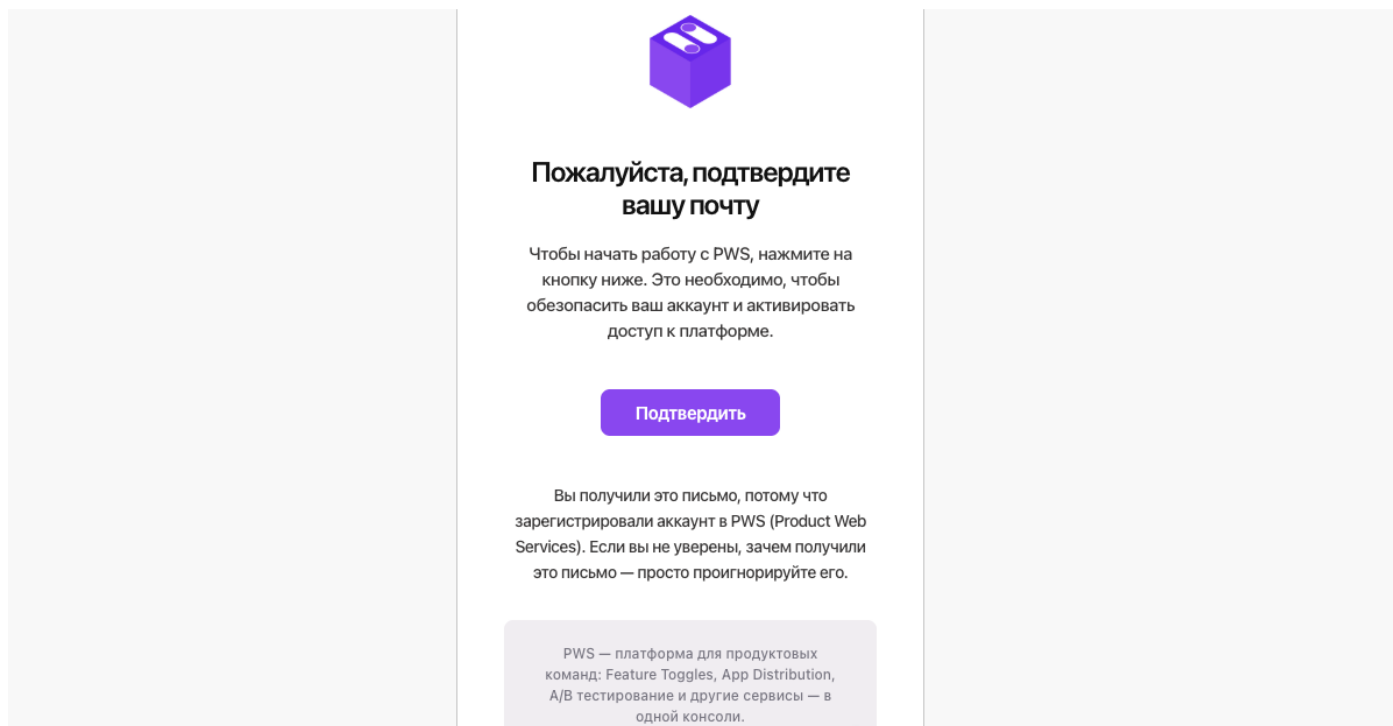 Пожалуйста, подтвердите
вашу почту
Чтобы начать работу с PWS, нажмите на
кнопку ниже. Это необходимо, чтобы
обезопасить ваш аккаунт и активировать
доступ к платформе.
Подтвердить
Вы получили это письмо, потому что
зарегистрировали аккаунт в PWS (Product Web
Services). Если вы не уверены, зачем получили
это письмо — просто проигнорируйте его.
PWS — платформа для продуктовых
команд: Feature Toggles, App Distribution,
A/B тестирование и другие сервисы — в
одной консоли.